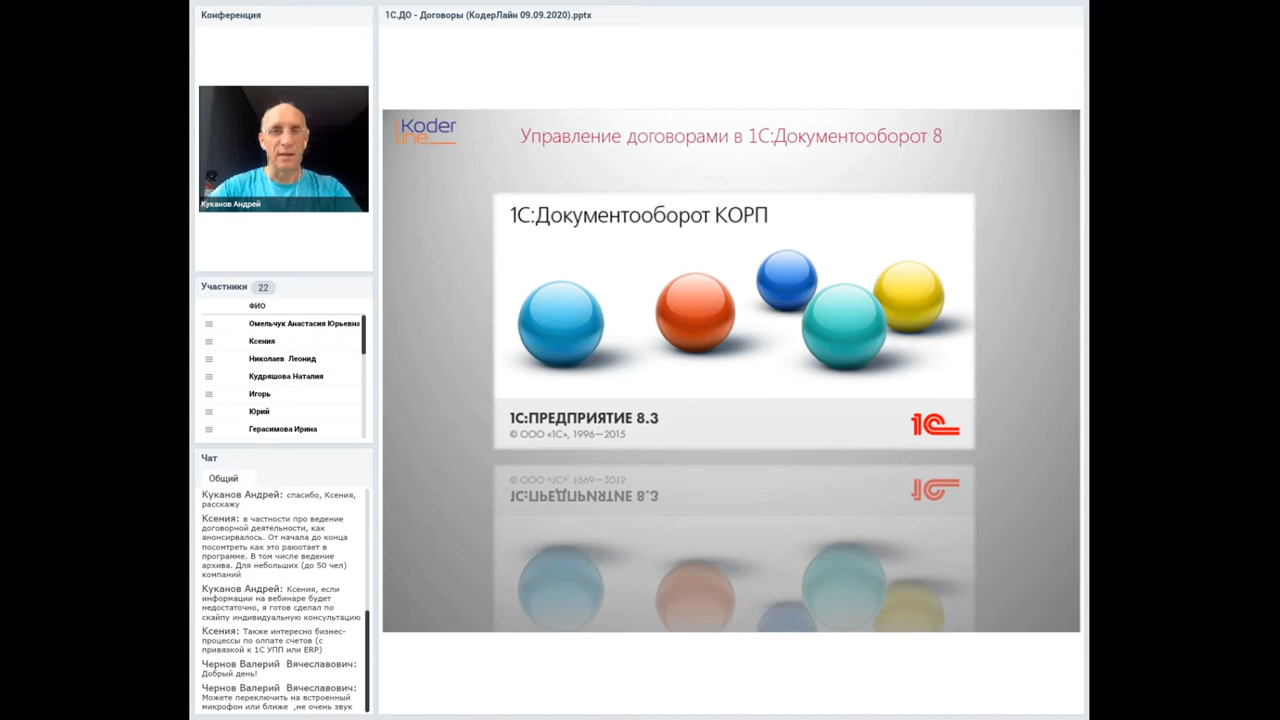 Конференция
1С.ДО - Договоры (КодерЛайн 09.09.2020).pptx
Куканов Андрей
Участники 22
ФИО
Омельчук Анастасия Юрьевна
Ксения
Николаев Леонид
Кудряшова Наталия
Игорь
Юрий
Герасимова Ирина
Чат
Общий
Куканов Андрей: спасибо, Ксения,
расскажу
Ксения: в частности про ведение
договорной деятельности, как
анонсирвалось. От начала до конца
посомтреть как это раюотает в
программе. В том числе ведение
архива. Для небольших (до 50 чел)
компаний
Куканов Андрей: Ксения, если
информации на вебинаре будет
недостаточно, я готов сделал по
скайпу индивидуальную консультацию
Ксения: Также интересно бизнес-
процессы по олпате счетов (с
привязкой к 1С УПП или ERP)
Чернов Валерий Вячеславович:
Добрый день!
Чернов Валерий Вячеславович:
Можете переключить на встроенный
микрофон или ближе ,не очень звук
Koder
line
Управление договорами в 1С:Документооборот 8
1С:Документооборот КОРП
1С:ПРЕДПРИЯТИЕ 8.3
© ООО «1С», 1996—2015
1С